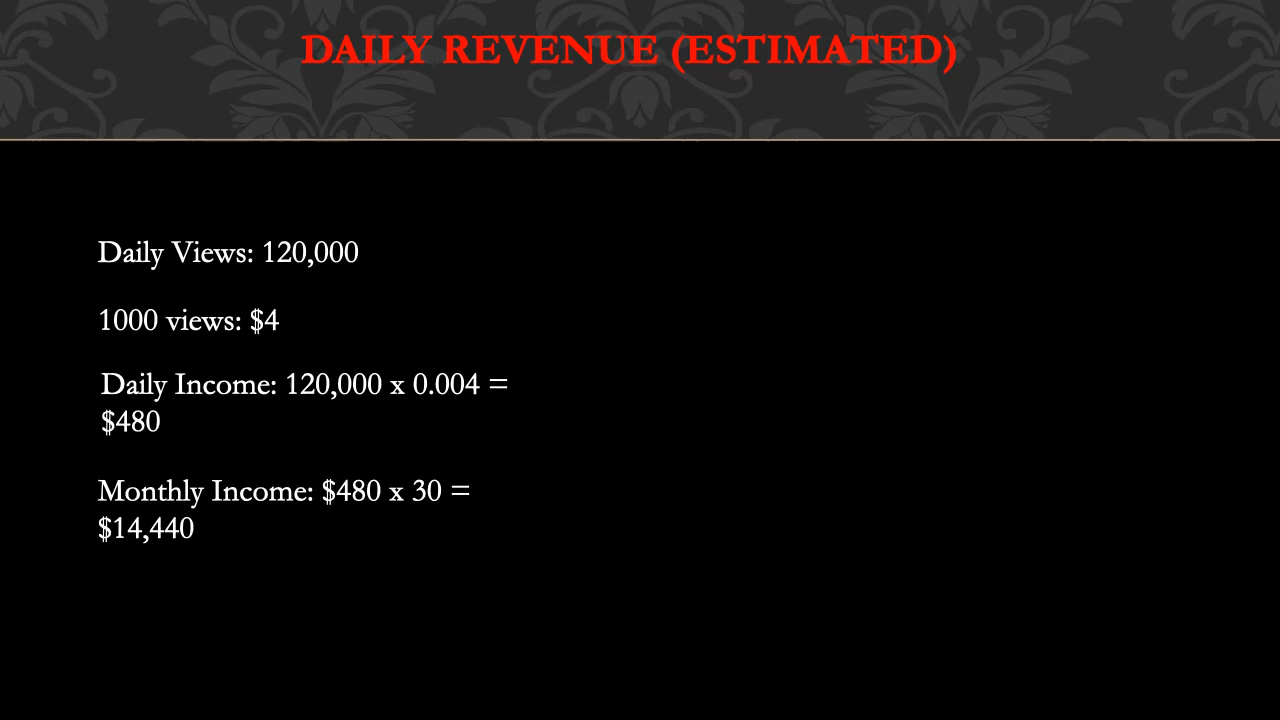 DAILY REVENUE (ESTIMATED)
Daily Views: 120,000
1000 views: $4
Daily Income: 120,000 x 0.004 =
$480
Monthly Income: $480 x 30 =
$14,440